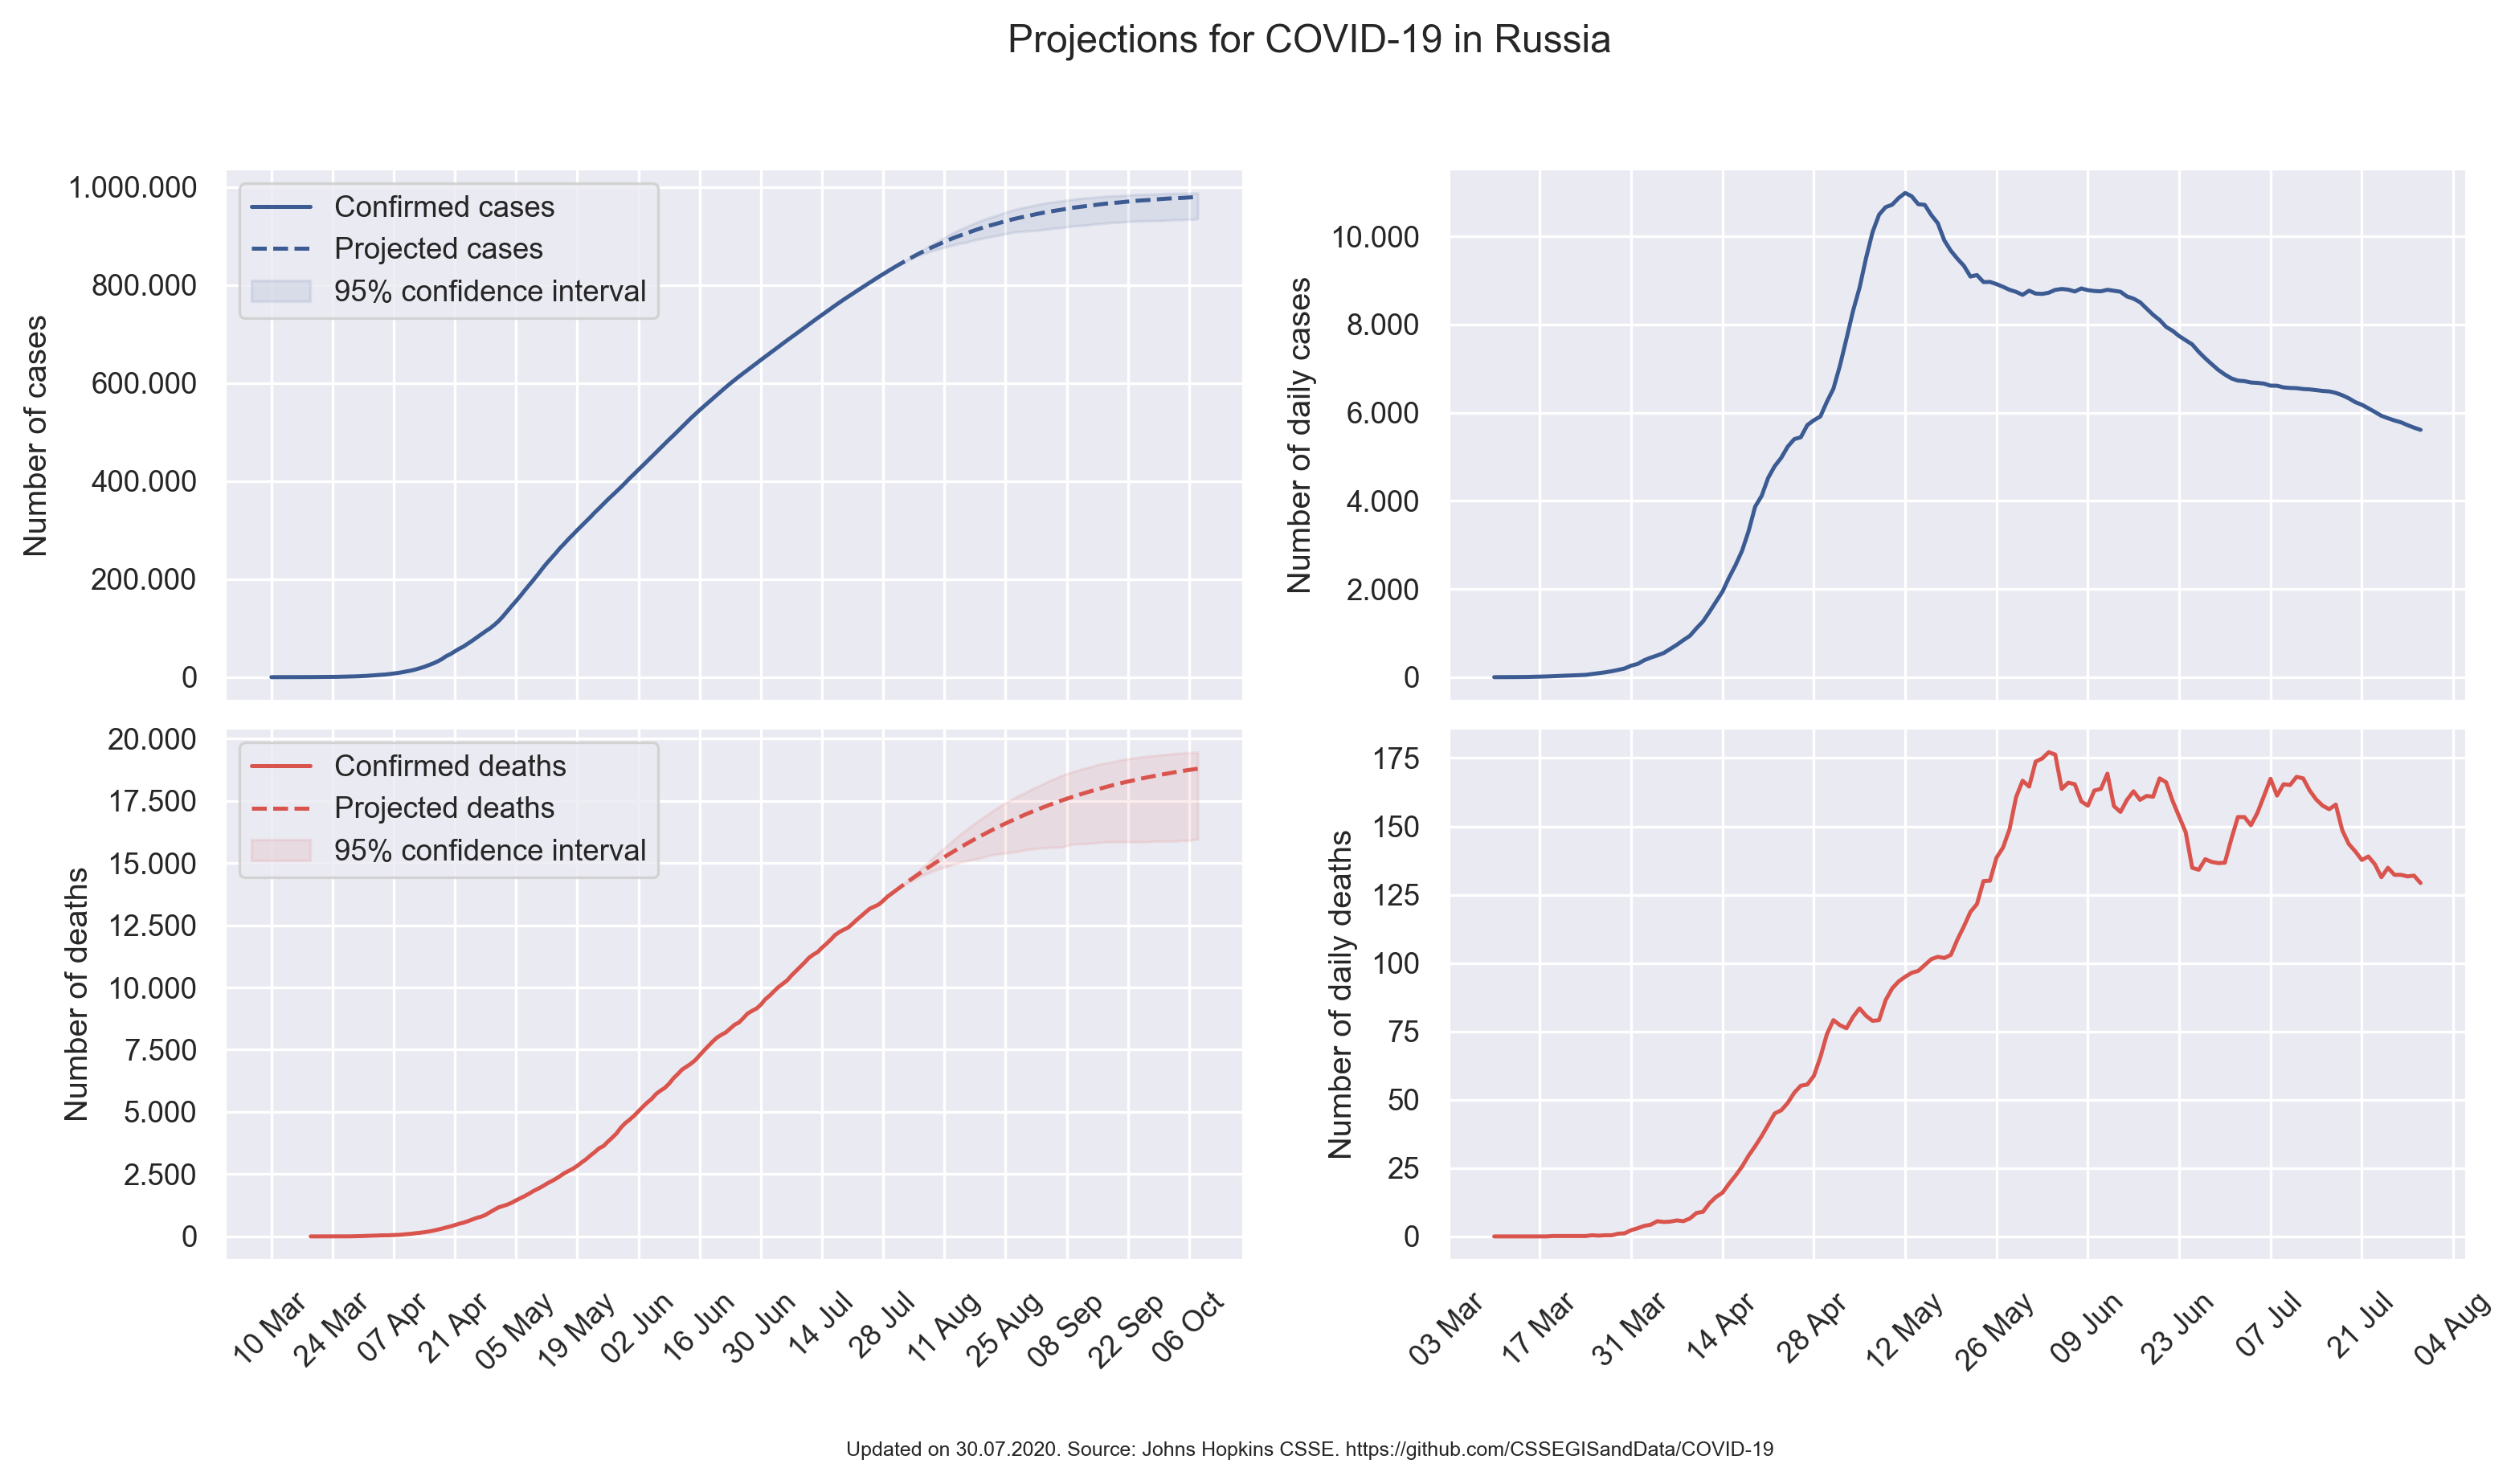 Projections for COVID-19 in Russia
Number of cases
1.000.000
800.000
600.000
400.000
200.000
0
Confirmed cases
Projected cases
95% confidence interval
Number of daily cases
10.000
8.000
6.000
4.000
2.000
0
Number of deaths
20.000
17.500
15.000
12.500
10.000
7.500
5.000
2.500
0
Confirmed deaths
Projected deaths
95% confidence interval
10 Mar
24 Mar
07 Apr
21 Apr
05 May
19 May
02 Jun
16 Jun
30 Jun
14 Jul
28 Jul
11 Aug
25 Aug
08 Sep
22 Sep
06 Oct
Number of daily deaths
175
150
125
100
75
50
25
0
03 Mar
17 Mar
31 Mar
14 Apr
28 Apr
12 May
26 May
09 Jun
23 Jun
07 Jul
21 Jul
04 Aug
Updated on 30.07.2020. Source: Johns Hopkins CSSE. https://github.com/CSSEGISandData/COVID-19